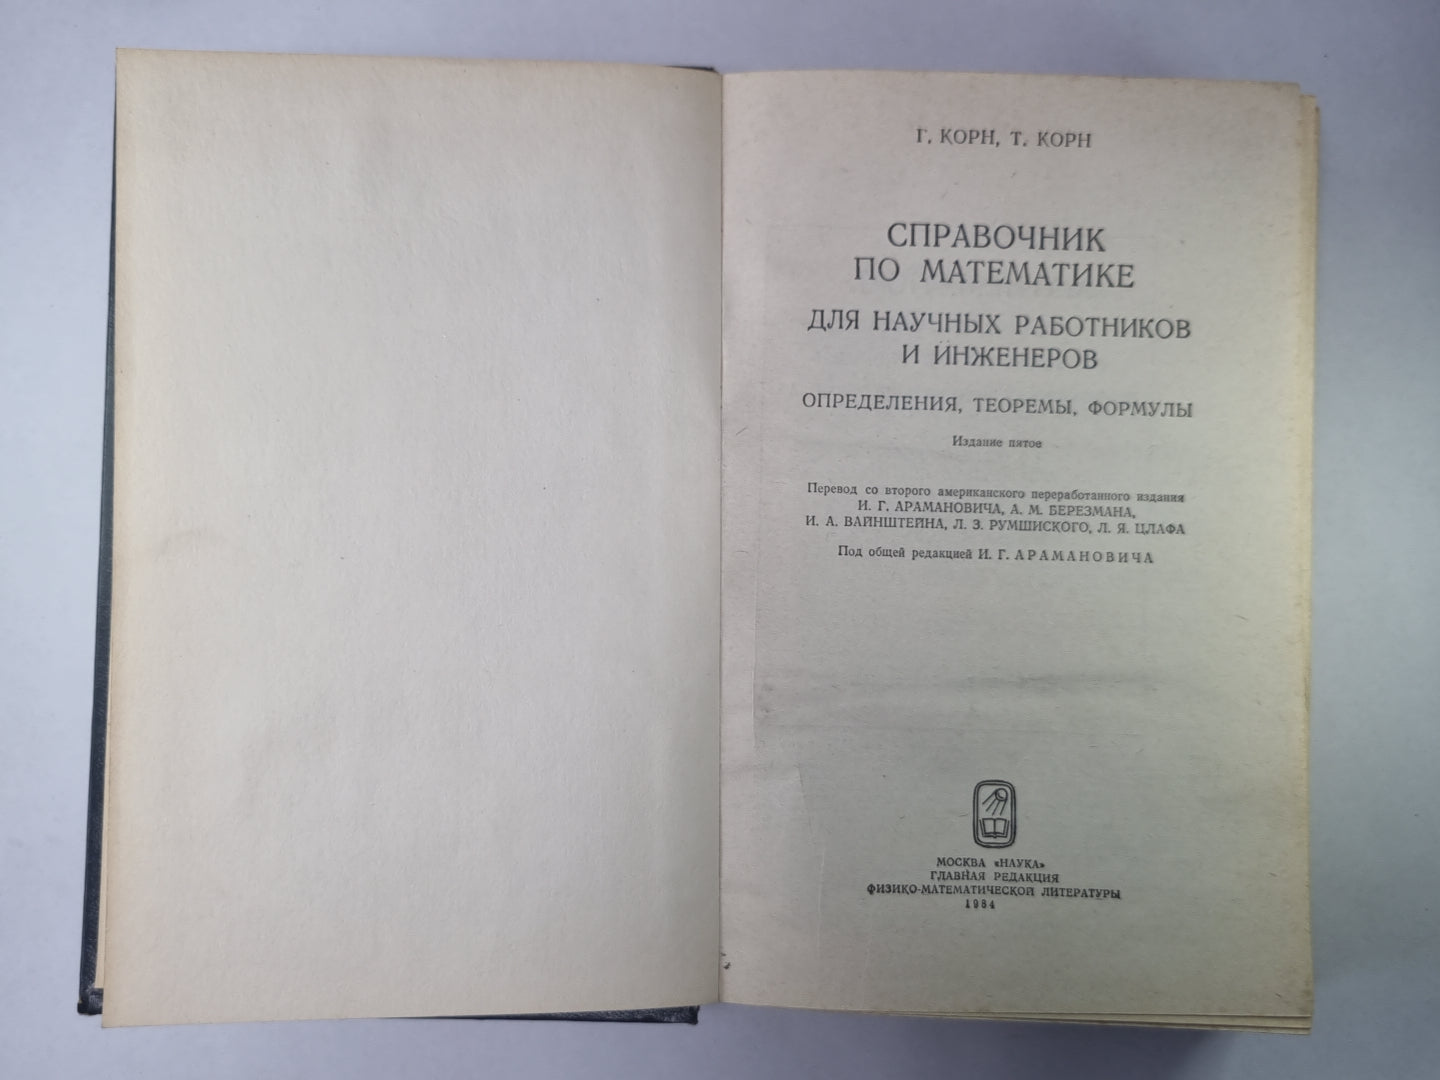 Г. КОРН, Т. КОРН
СПРАВОЧНИК
ПО МАТЕМАТИКЕ
ДЛЯ НАУЧНЫХ РАБОТНИКОВ
И ИНЖЕНЕРОВ
ОПРЕДЕЛЕНИЯ, ТЕОРЕМЫ, ФОРМУЛЫ
Издание пятое
Перевод со второго американского переработанного издания
И. Г. АРАМАНОВИЧА, А. М. БЕРЕЗМАНА,
И. А. ВАЙНШТЕЙНА, Л. З. РУМШИСКОГО, Л. Я. ЦЛАФА
Под общей редакцией И. Г. АРАМАНОВИЧА
МОСКВА «НАУКА»
ГЛАВНАЯ РЕДАКЦИЯ
ФИЗИКО-МАТЕМАТИЧЕСКОЙ ЛИТЕРАТУРЫ
1984